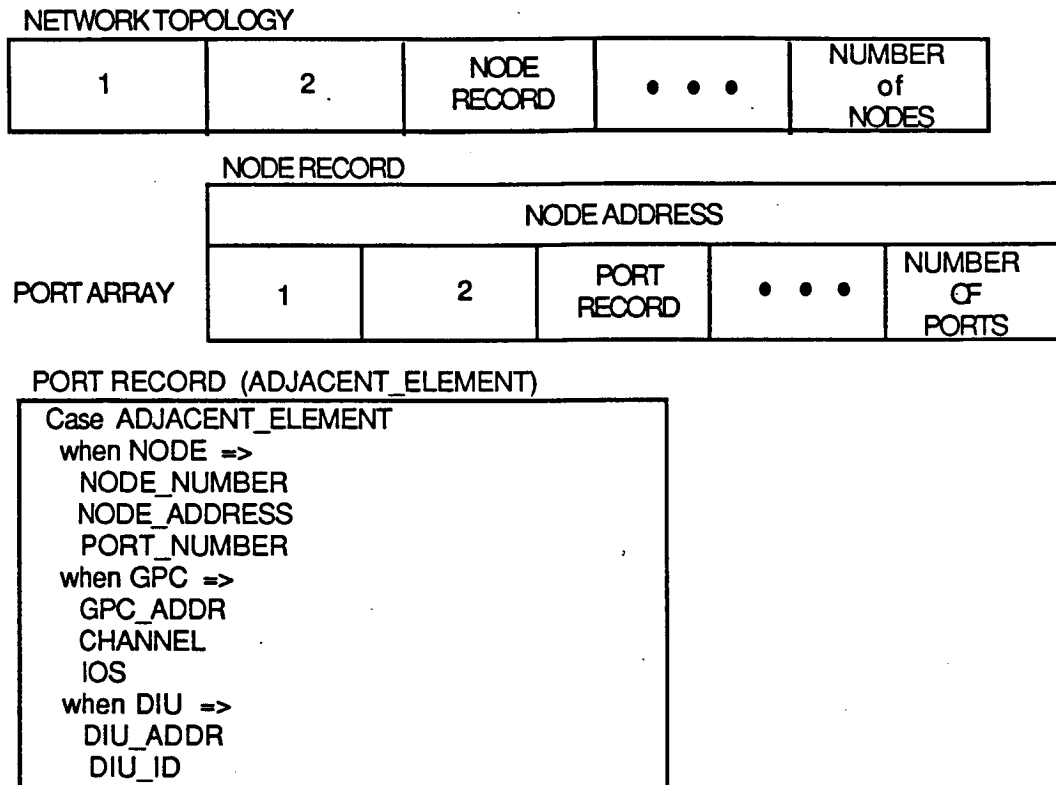 NETWORK TOPOLOGY
1 2 NODE RECORD • • • NUMBER of NODES
NODE RECORD
NODE ADDRESS
PORT ARRAY 1 2 PORT RECORD • • • NUMBER OF PORTS
PORT RECORD (ADJACENT_ELEMENT)
Case ADJACENT_ELEMENT
when NODE =>
NODE_NUMBER
NODE_ADDRESS
PORT_NUMBER
when GPC =>
GPC_ADDR
CHANNEL
IOS
when DIU =>
DIU_ADDR
DIU_ID